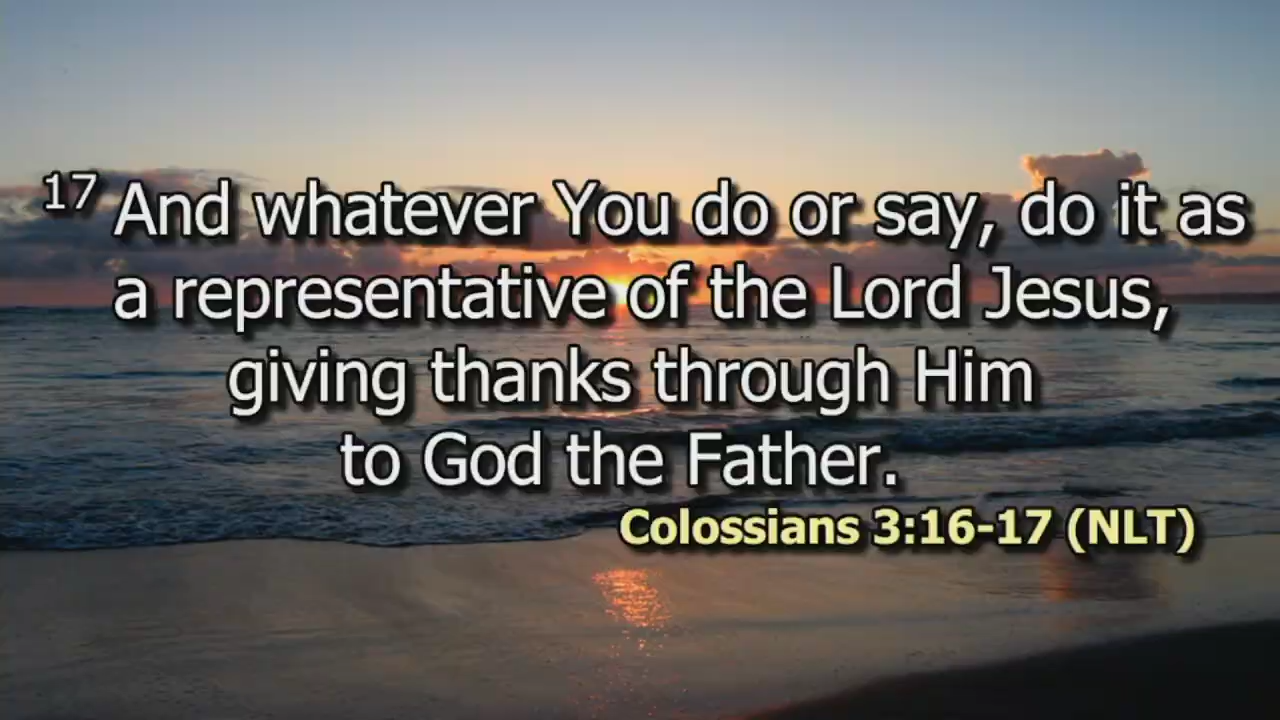 17 And whatever You do or say, do it as
a representative of the Lord Jesus,
giving thanks through Him
to God the Father.
Colossians 3:16-17 (NLT)